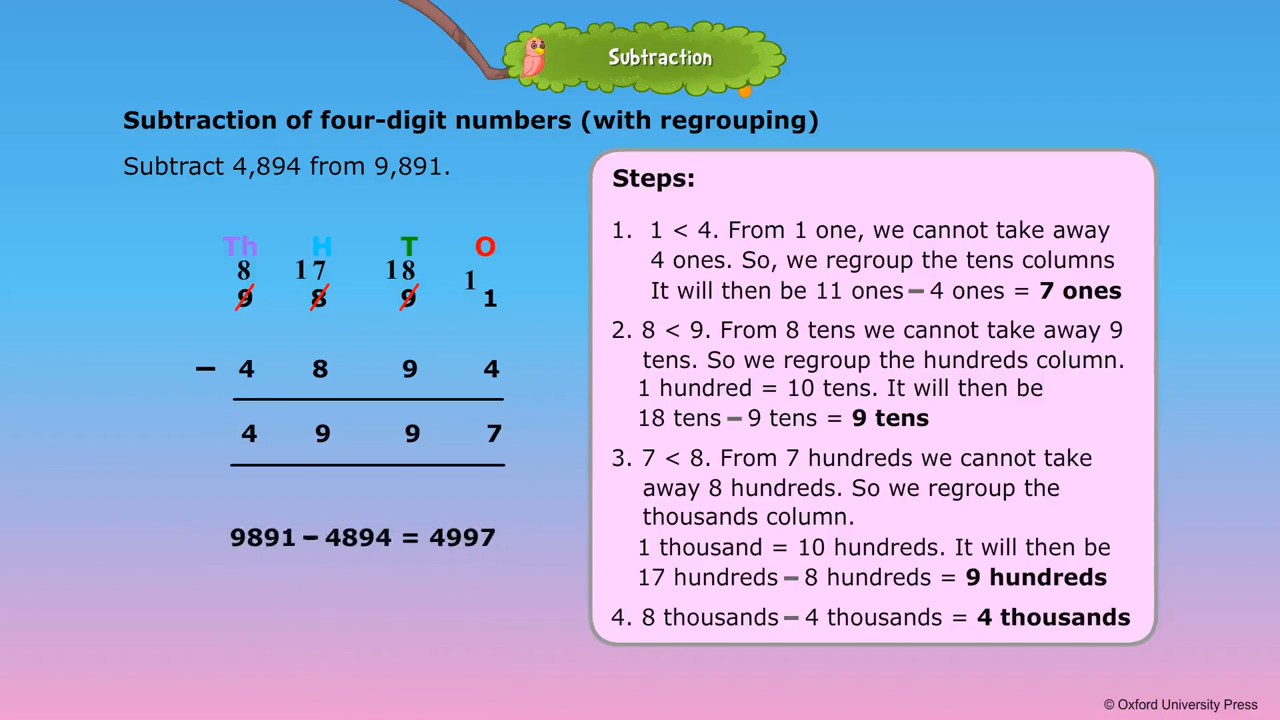 Subtraction
Subtraction of four-digit numbers (with regrouping)
Subtract 4,894 from 9,891.
Th H T O
8 17 18 1
9 8 9 1
− 4 8 9 4
4 9 9 7
9891 − 4894 = 4997
Steps:
1. 1 < 4. From 1 one, we cannot take away
4 ones. So, we regroup the tens columns
It will then be 11 ones − 4 ones = 7 ones
2. 8 < 9. From 8 tens we cannot take away 9
tens. So we regroup the hundreds column.
1 hundred = 10 tens. It will then be
18 tens − 9 tens = 9 tens
3. 7 < 8. From 7 hundreds we cannot take
away 8 hundreds. So we regroup the
thousands column.
1 thousand = 10 hundreds. It will then be
17 hundreds − 8 hundreds = 9 hundreds
4. 8 thousands − 4 thousands = 4 thousands
© Oxford University Press